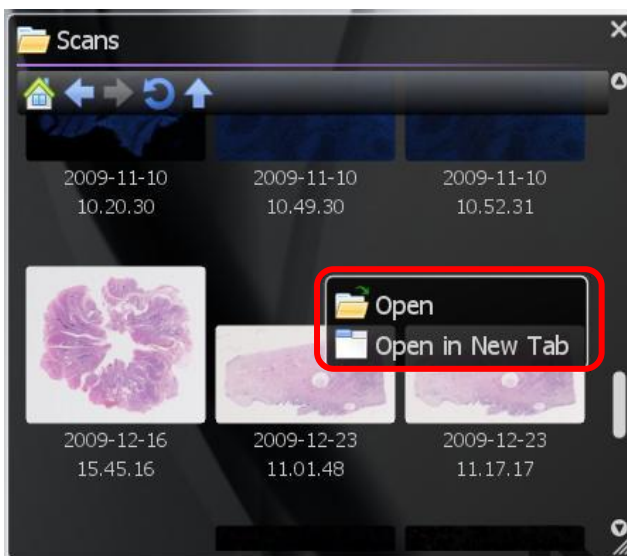 Scans
2009-11-10 2009-11-10 2009-11-10
10.20.30 10.49.30 10.52.31
Open
Open in New Tab
2009-12-16 2009-12-23 2009-12-23
15.45.16 11.01.48 11.17.17